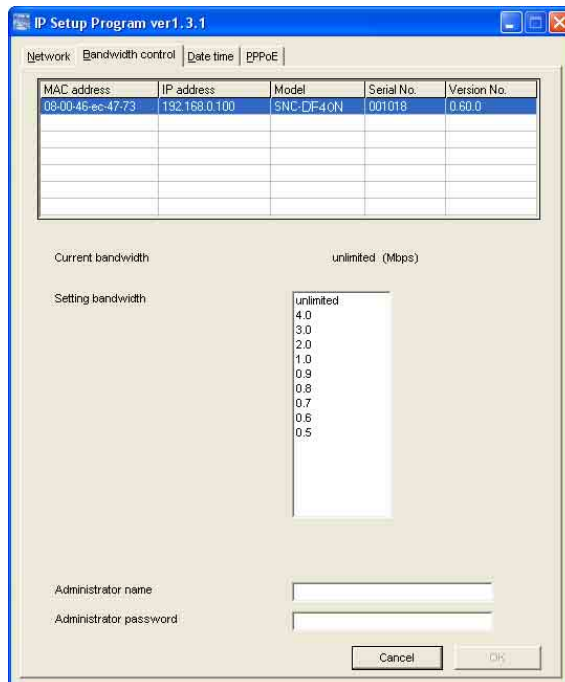 IP Setup Program ver1.3.1
Network Bandwidth control Date time PPPoE
MAC address IP address Model Serial No. Version No.
08-00-46-ec-47-73 192.168.0.100 SNC-DF40N 001018 0.60.0
Current bandwidth unlimited (Mbps)
Setting bandwidth
unlimited
4.0
3.0
2.0
1.0
0.9
0.8
0.7
0.6
0.5
Administrator name
Administrator password
Cancel OK